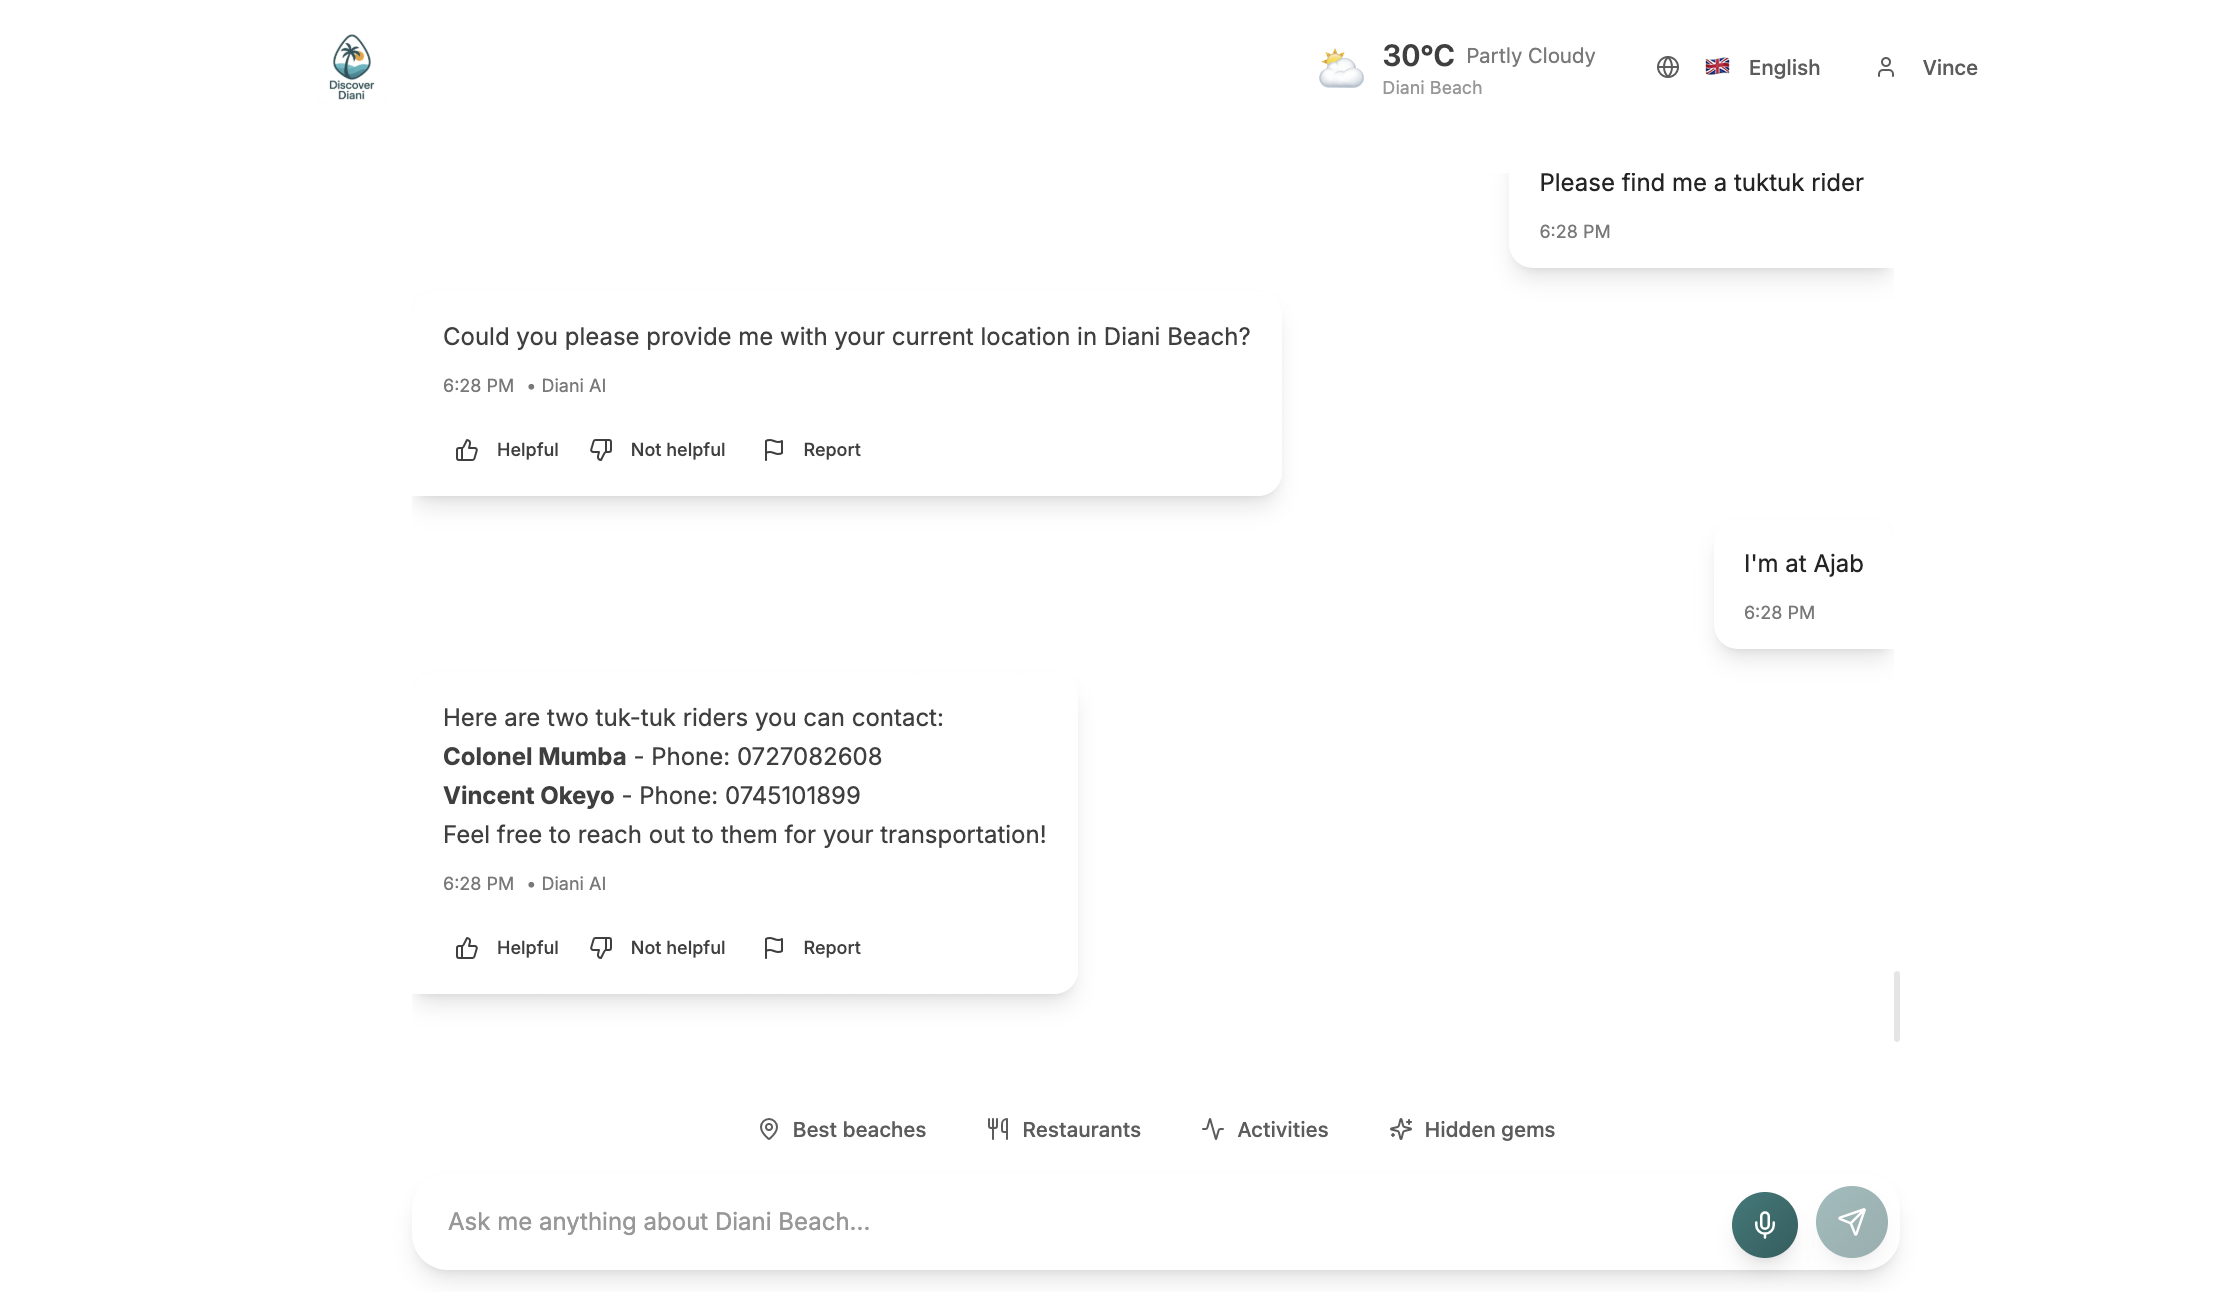 Discover
Diani
30°C Partly Cloudy
Diani Beach
English
Vince
Please find me a tuktuk rider
6:28 PM
Could you please provide me with your current location in Diani Beach?
6:28 PM • Diani AI
Helpful Not helpful Report
I'm at Ajab
6:28 PM
Here are two tuk-tuk riders you can contact:
Colonel Mumba - Phone: 0727082608
Vincent Okeyo - Phone: 0745101899
Feel free to reach out to them for your transportation!
6:28 PM • Diani AI
Helpful Not helpful Report
Best beaches Restaurants Activities Hidden gems
Ask me anything about Diani Beach...